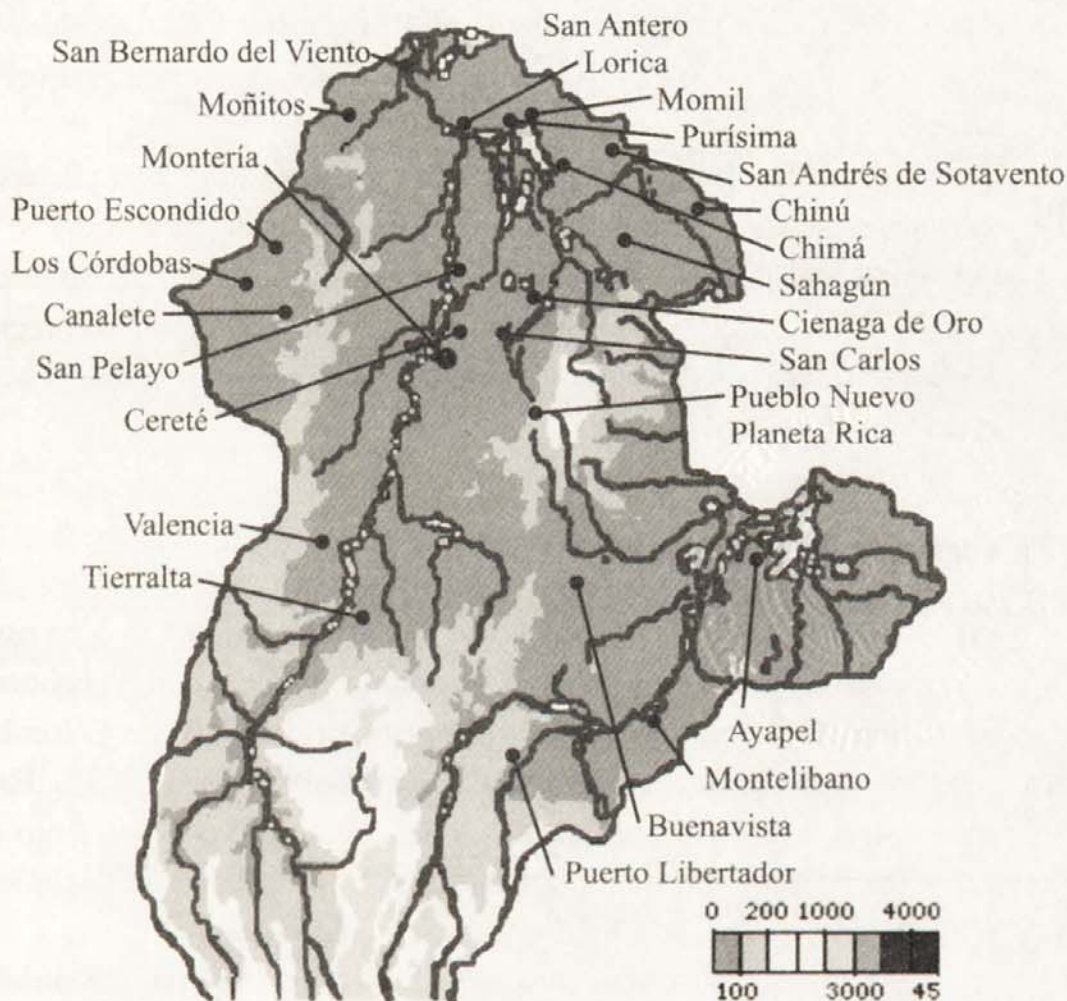 San Antero
San Bernardo del Viento
Lorica
Moñitos
Momil
Purísima
Montería
San Andrés de Sotavento
Puerto Escondido
Chinú
Los Córdobas
Chimá
Sahagún
Canalete
Cienaga de Oro
San Pelayo
San Carlos
Cereté
Pueblo Nuevo
Planeta Rica
Valencia
Tierralta
Ayapel
Montelibano
Buenavista
Puerto Libertador
0 200 1000 4000
100 3000 45